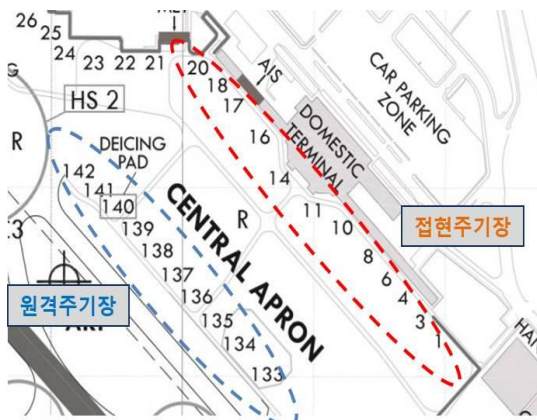 26
25
24
23
22
21
20
18
17
16
14
11
10
8
6
4
3
1
AIS
CAR PARKING
ZONE
DOMESTIC
TERMINAL
HS 2
R
DEICING
PAD
142
141
140
139
138
137
136
135
134
133
CENTRAL APRON
R
접현주기장
원격주기장